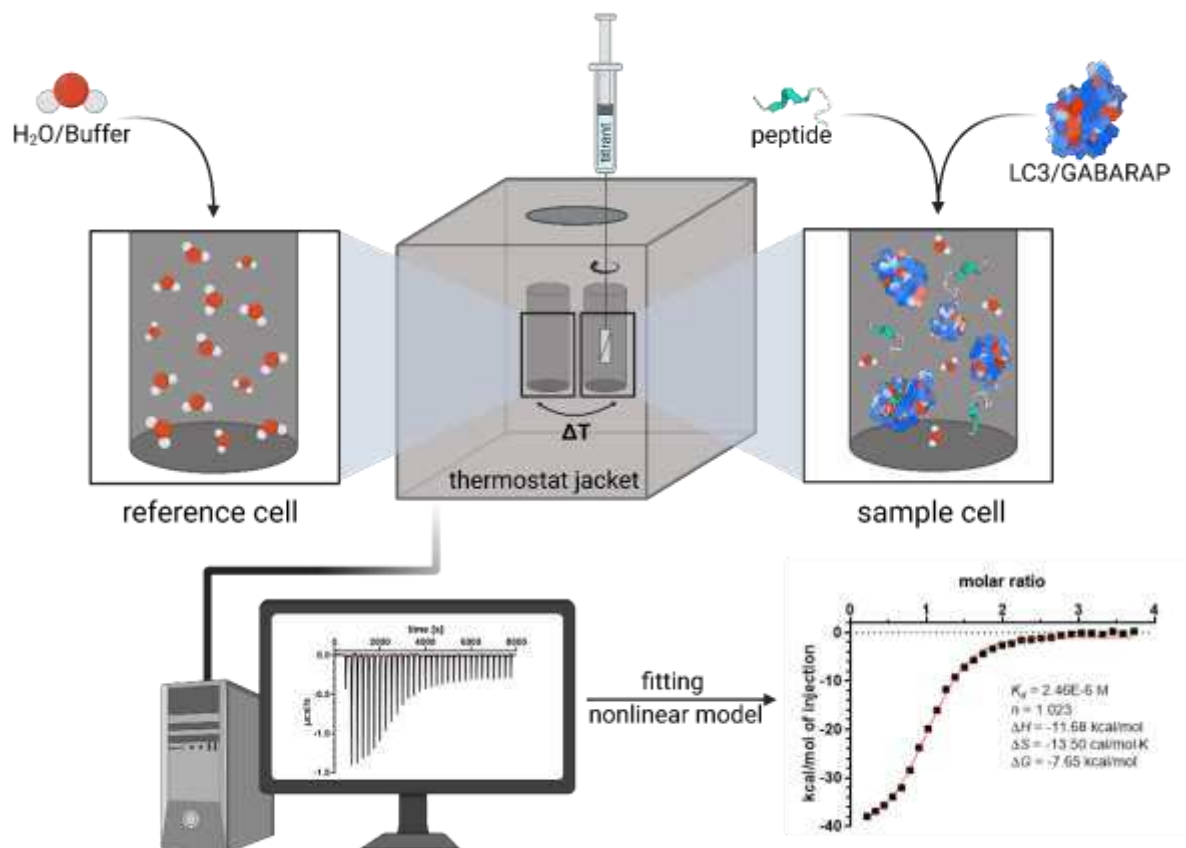 H₂O/Buffer
titrant
peptide
LC3/GABARAP
ΔT
thermostat jacket
reference cell
sample cell
time [s]
0 2000 4000 6000 8000
0.0
-0.5
-1.0
-1.5
µcal/s
fitting
nonlinear model
molar ratio
0 1 2 3 4
0
-10
-20
-30
-40
kcal/mol of injection
Kd = 2.46E-6 M
n = 1 023
ΔH = -11.68 kcal/mol
ΔS = -13 50 cal/mol·K
ΔG = -7.65 kcal/mol